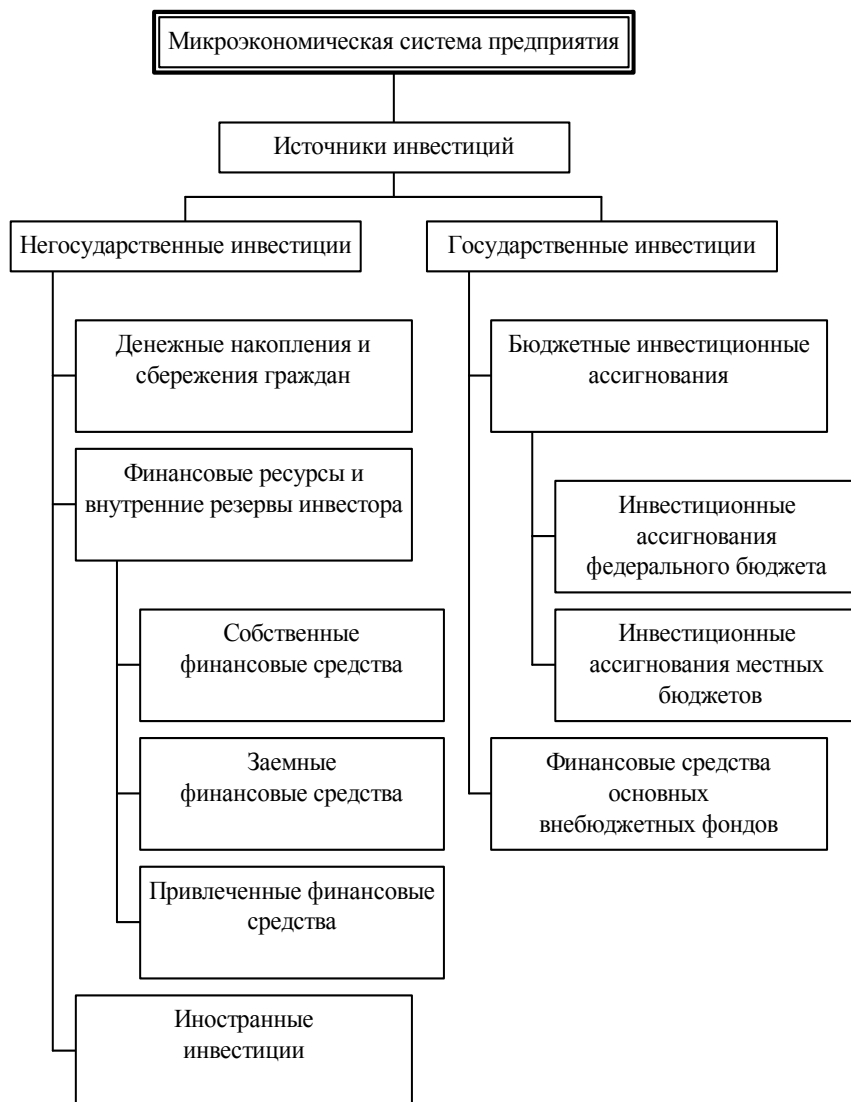 Микроэкономическая система предприятия
Источники инвестиций
Негосударственные инвестиции
Государственные инвестиции
Денежные накопления и
сбережения граждан
Бюджетные инвестиционные
ассигнования
Финансовые ресурсы и
внутренние резервы инвестора
Инвестиционные
ассигнования
федерального бюджета
Собственные
финансовые средства
Инвестиционные
ассигнования местных
бюджетов
Заемные
финансовые средства
Финансовые средства
основных
внебюджетных фондов
Привлеченные финансовые
средства
Иностранные
инвестиции